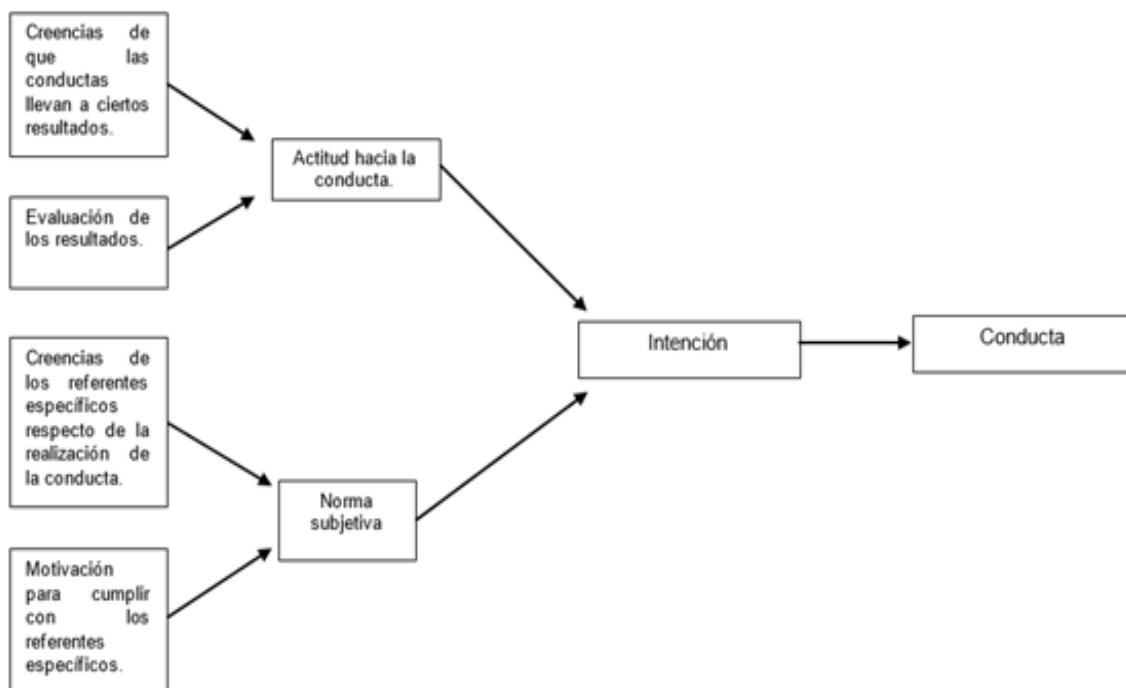 Creencias de
que las
conductas
llevan a ciertos
resultados.
Evaluación de
los resultados.
Actitud hacia la
conducta.
Creencias de
los referentes
específicos
respecto de la
realización de
la conducta.
Motivación
para cumplir
con los
referentes
específicos.
Norma
subjetiva
Intención
Conducta